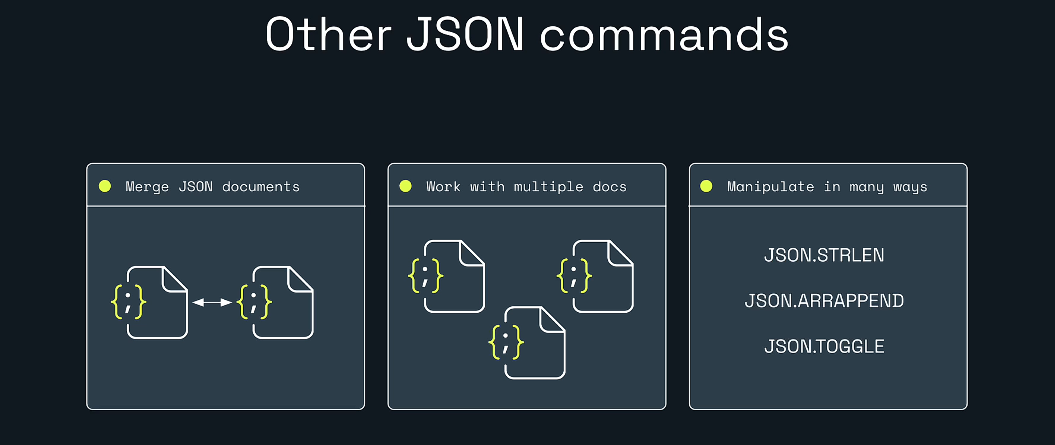 Other JSON commands
Merge JSON documents
{;}
{;}
Work with multiple docs
{;}
{;}
{;}
Manipulate in many ways
JSON.STRLEN
JSON.ARRAPPEND
JSON.TOGGLE